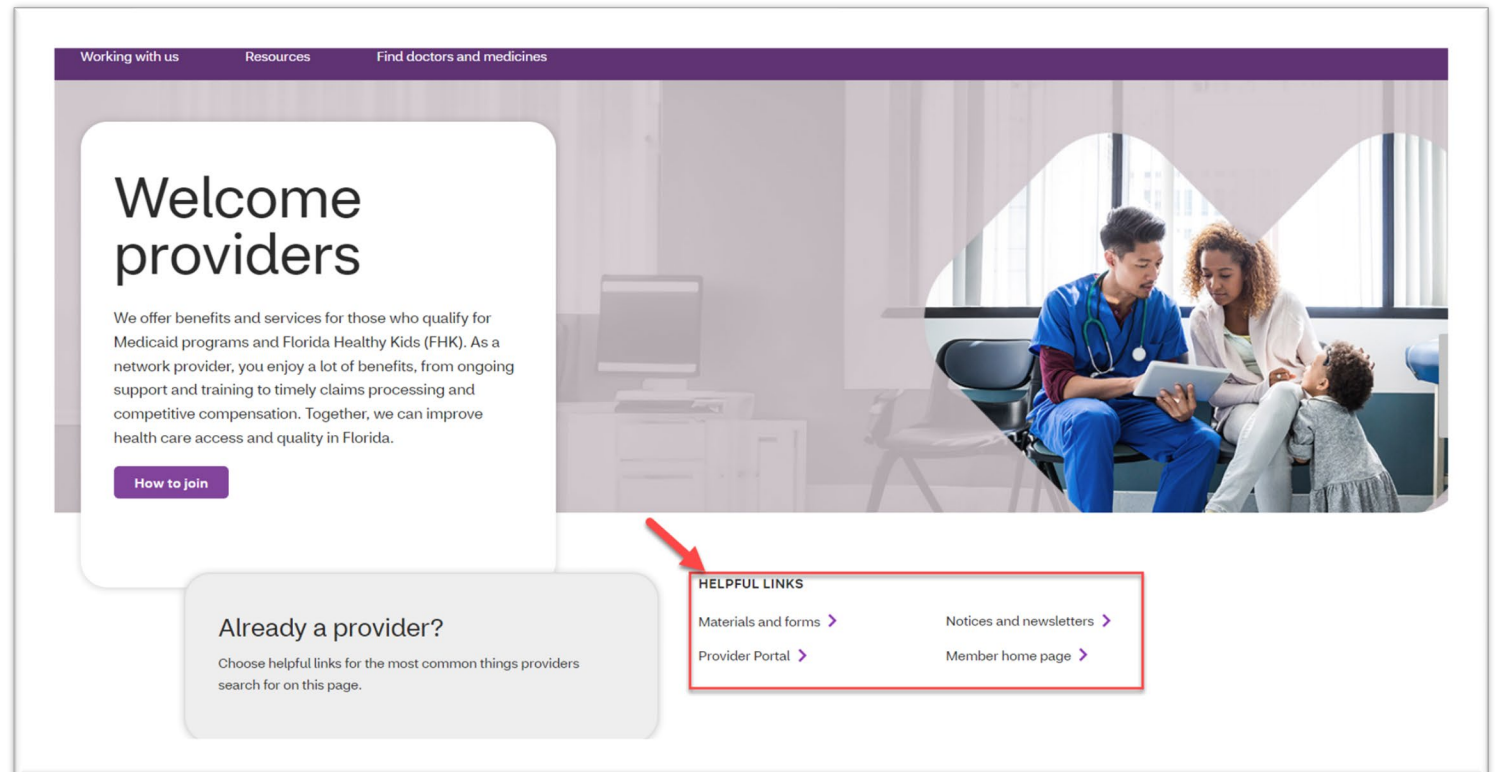 Working with us Resources Find doctors and medicines
Welcome
providers
We offer benefits and services for those who qualify for
Medicaid programs and Florida Healthy Kids (FHK). As a
network provider, you enjoy a lot of benefits, from ongoing
support and training to timely claims processing and
competitive compensation. Together, we can improve
health care access and quality in Florida.
How to join
Already a provider?
Choose helpful links for the most common things providers
search for on this page.
HELPFUL LINKS
Materials and forms Notices and newsletters
Provider Portal Member home page